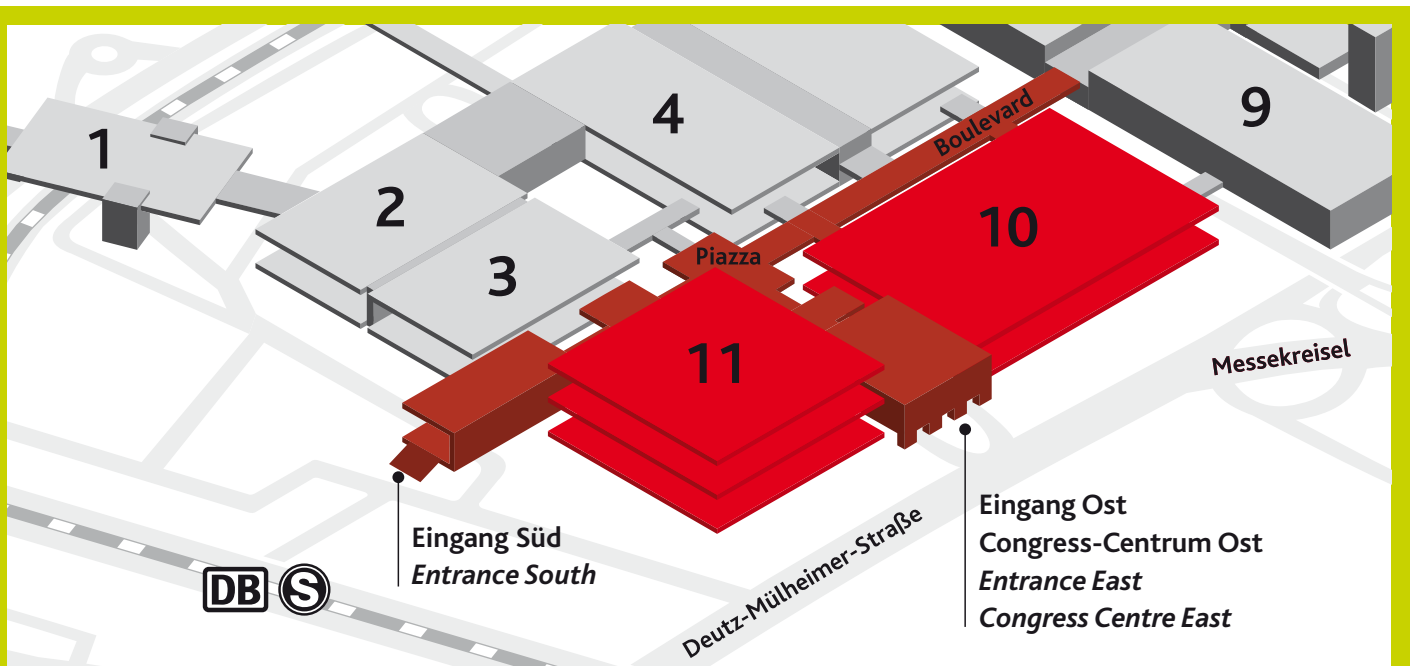 1
2
3
4
9
Boulevard
10
Piazza
11
Messekreisel
Eingang Süd
Entrance South
DB
S
Deutz-Mülheimer-Straße
Eingang Ost
Congress-Centrum Ost
Entrance East
Congress Centre East